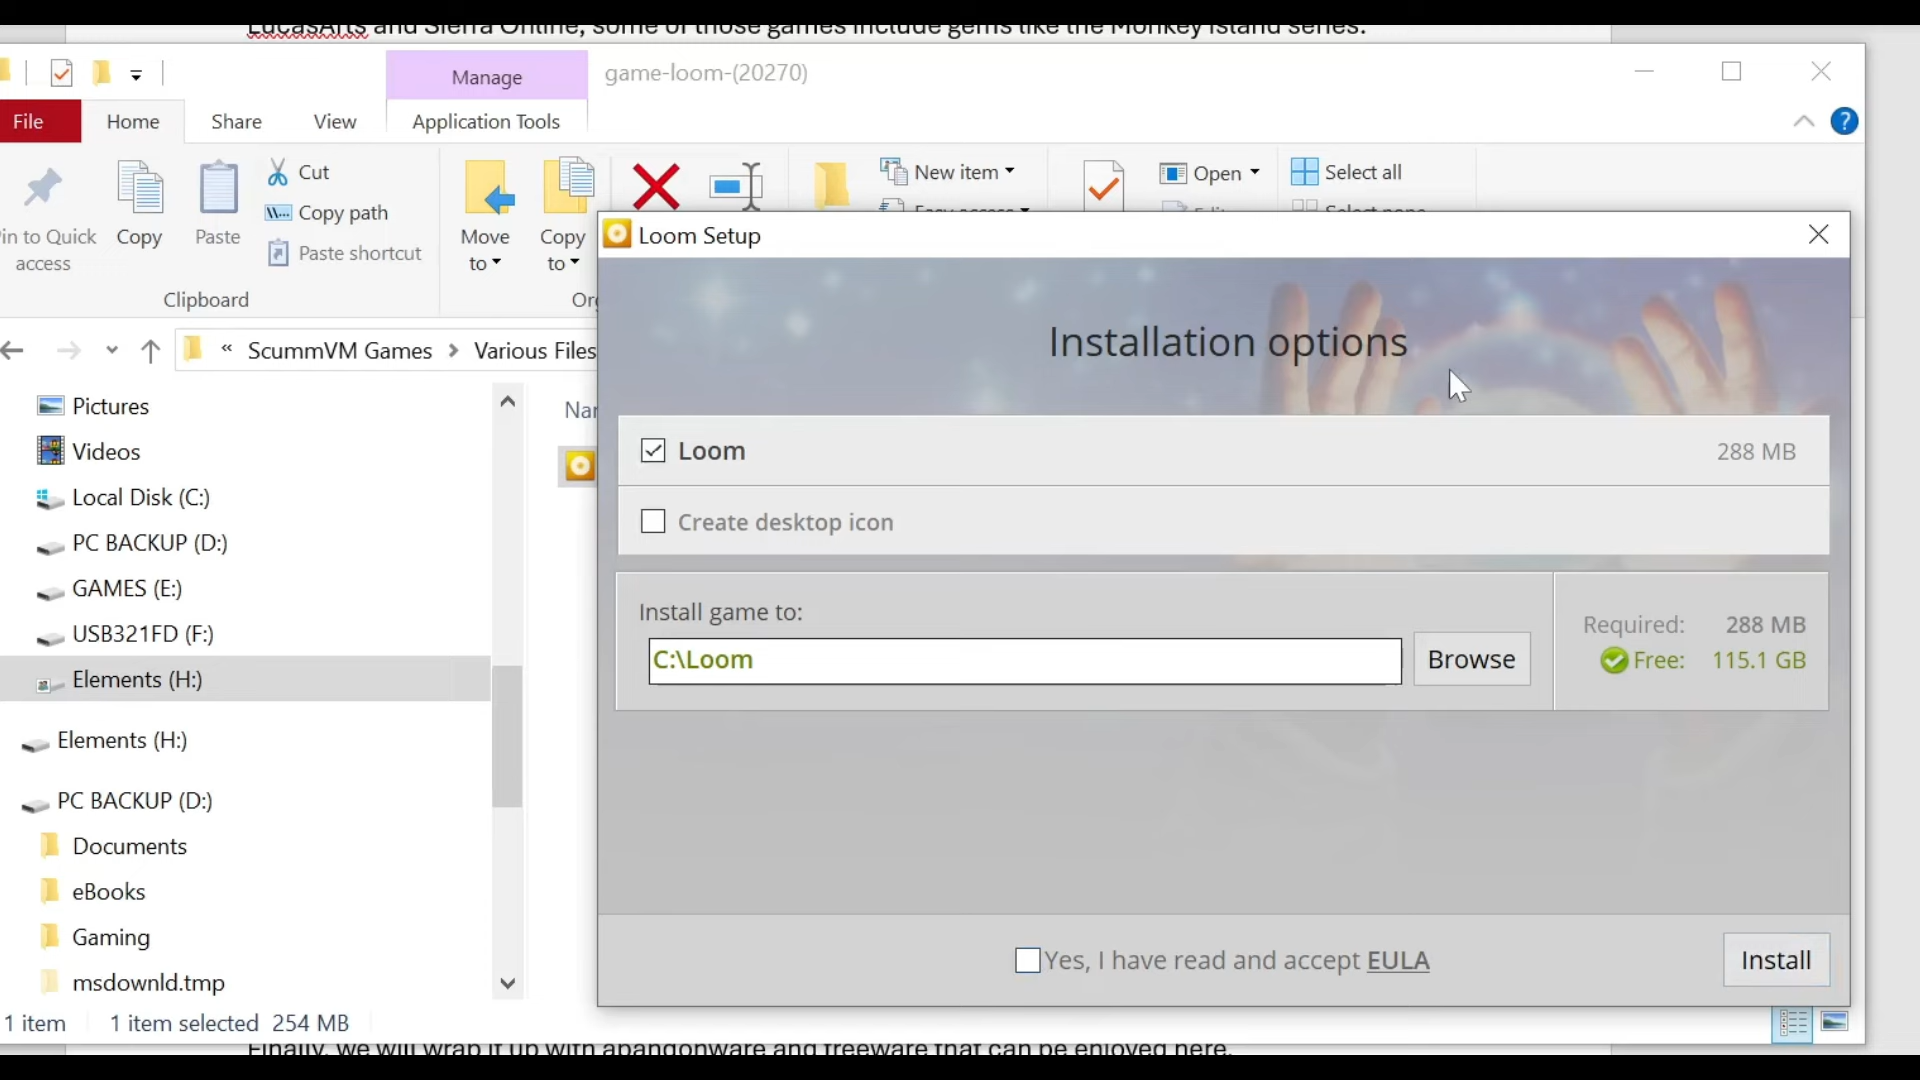 LucasArts and Sierra Online, some of those games include gems like the Monkey Island series.
Manage
game-loom-(20270)
File
Home
Share
View
Application Tools
Cut
Copy path
Paste shortcut
in to Quick
access
Copy
Paste
Move
to
Copy
to
New item
Open
Select all
Select none
Clipboard
Loom Setup
« ScummVM Games > Various Files
Installation options
Pictures
Videos
Local Disk (C:)
PC BACKUP (D:)
GAMES (E:)
USB321FD (F:)
Elements (H:)
Elements (H:)
PC BACKUP (D:)
Documents
eBooks
Gaming
msdownld.tmp
Loom
288 MB
Create desktop icon
Install game to:
C:\Loom
Browse
Required: 288 MB
Free: 115.1 GB
Yes, I have read and accept EULA
Install
1 item
1 item selected 254 MB
Finally, we will wrap it up with abandonware and freeware that can be enjoyed here.